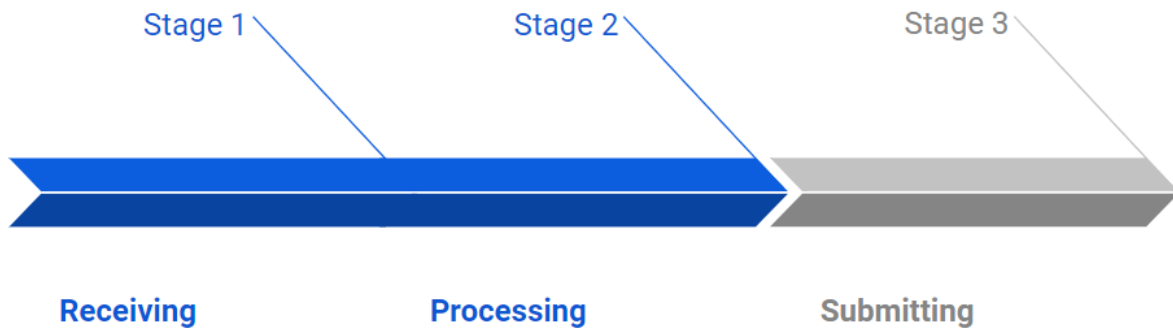 Stage 1
Stage 2
Stage 3
Receiving
Processing
Submitting